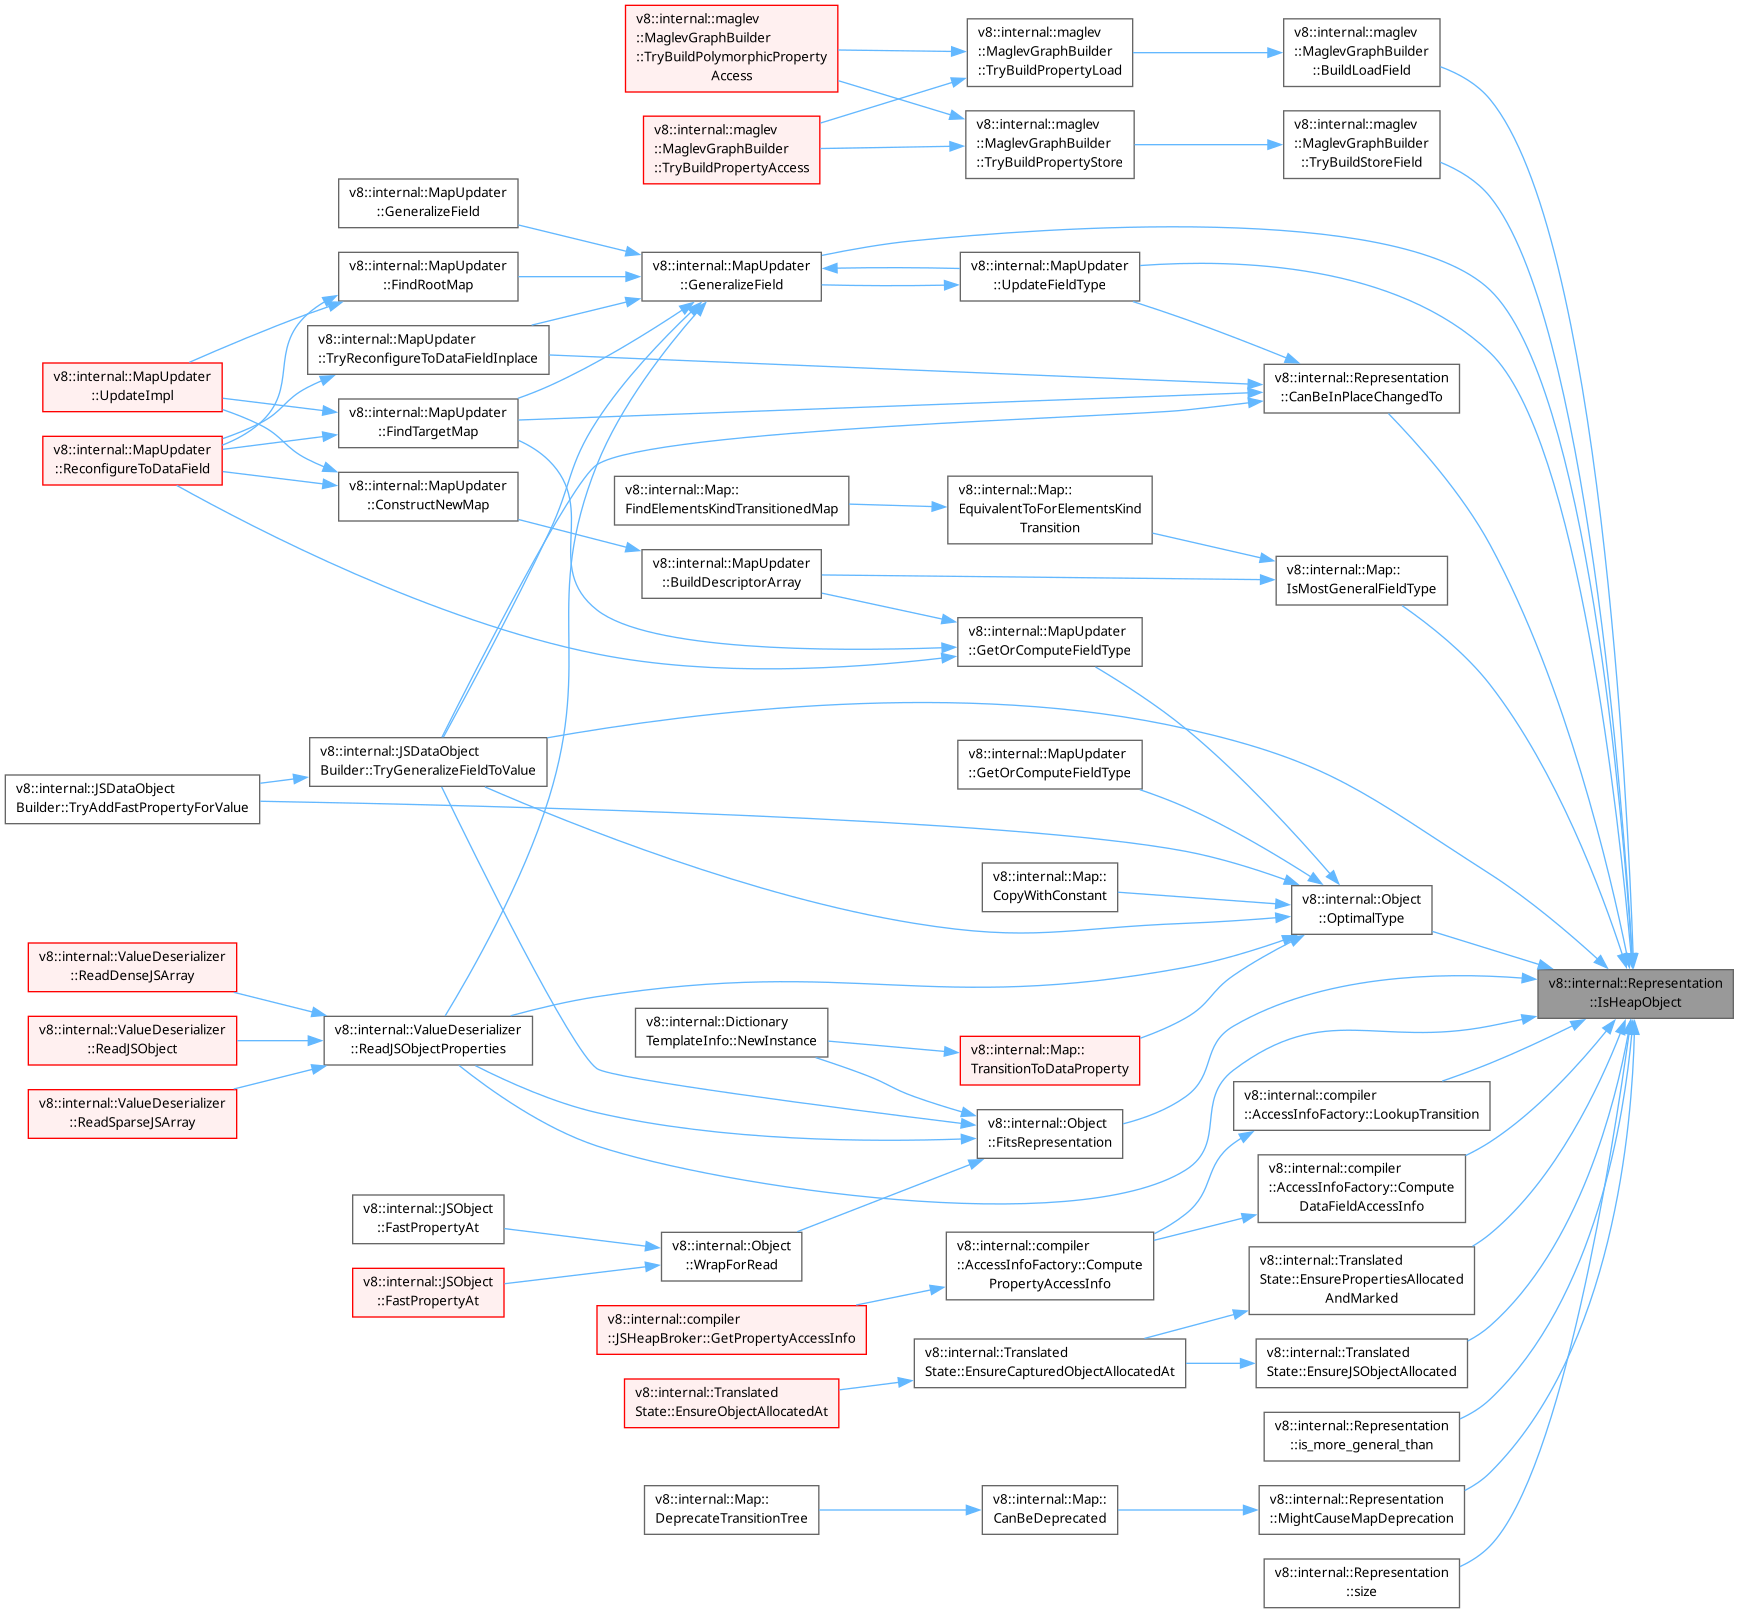 v8::internal::maglev
::MaglevGraphBuilder
::TryBuildPolymorphicProperty
Access
v8::internal::maglev
::MaglevGraphBuilder
::TryBuildPropertyLoad
v8::internal::maglev
::MaglevGraphBuilder
::BuildLoadField
v8::internal::maglev
::MaglevGraphBuilder
::TryBuildPropertyAccess
v8::internal::maglev
::MaglevGraphBuilder
::TryBuildPropertyStore
v8::internal::maglev
::MaglevGraphBuilder
::TryBuildStoreField
v8::internal::MapUpdater
::GeneralizeField
v8::internal::MapUpdater
::FindRootMap
v8::internal::MapUpdater
::GeneralizeField
v8::internal::MapUpdater
::UpdateFieldType
v8::internal::MapUpdater
::TryReconfigureToDataFieldInplace
v8::internal::MapUpdater
::UpdateImpl
v8::internal::Representation
::CanBeInPlaceChangedTo
v8::internal::MapUpdater
::FindTargetMap
v8::internal::MapUpdater
::ReconfigureToDataField
v8::internal::MapUpdater
::ConstructNewMap
v8::internal::Map::
FindElementsKindTransitionedMap
v8::internal::Map::
EquivalentToForElementsKind
Transition
v8::internal::MapUpdater
::BuildDescriptorArray
v8::internal::Map::
IsMostGeneralFieldType
v8::internal::MapUpdater
::GetOrComputeFieldType
v8::internal::JSDataObject
Builder::TryGeneralizeFieldToValue
v8::internal::MapUpdater
::GetOrComputeFieldType
v8::internal::JSDataObject
Builder::TryAddFastPropertyForValue
v8::internal::Map::
CopyWithConstant
v8::internal::Object
::OptimalType
v8::internal::ValueDeserializer
::ReadDenseJSArray
v8::internal::Representation
::IsHeapObject
v8::internal::ValueDeserializer
::ReadJSObject
v8::internal::ValueDeserializer
::ReadJSObjectProperties
v8::internal::Dictionary
TemplateInfo::NewInstance
v8::internal::Map::
TransitionToDataProperty
v8::internal::ValueDeserializer
::ReadSparseJSArray
v8::internal::Object
::FitsRepresentation
v8::internal::compiler
::AccessInfoFactory::LookupTransition
v8::internal::compiler
::AccessInfoFactory::Compute
DataFieldAccessInfo
v8::internal::JSObject
::FastPropertyAt
v8::internal::Object
::WrapForRead
v8::internal::compiler
::AccessInfoFactory::Compute
PropertyAccessInfo
v8::internal::Translated
State::EnsurePropertiesAllocated
AndMarked
v8::internal::JSObject
::FastPropertyAt
v8::internal::compiler
::JSHeapBroker::GetPropertyAccessInfo
v8::internal::Translated
State::EnsureCapturedObjectAllocatedAt
v8::internal::Translated
State::EnsureJSObjectAllocated
v8::internal::Translated
State::EnsureObjectAllocatedAt
v8::internal::Representation
::is_more_general_than
v8::internal::Map::
DeprecateTransitionTree
v8::internal::Map::
CanBeDeprecated
v8::internal::Representation
::MightCauseMapDeprecation
v8::internal::Representation
::size